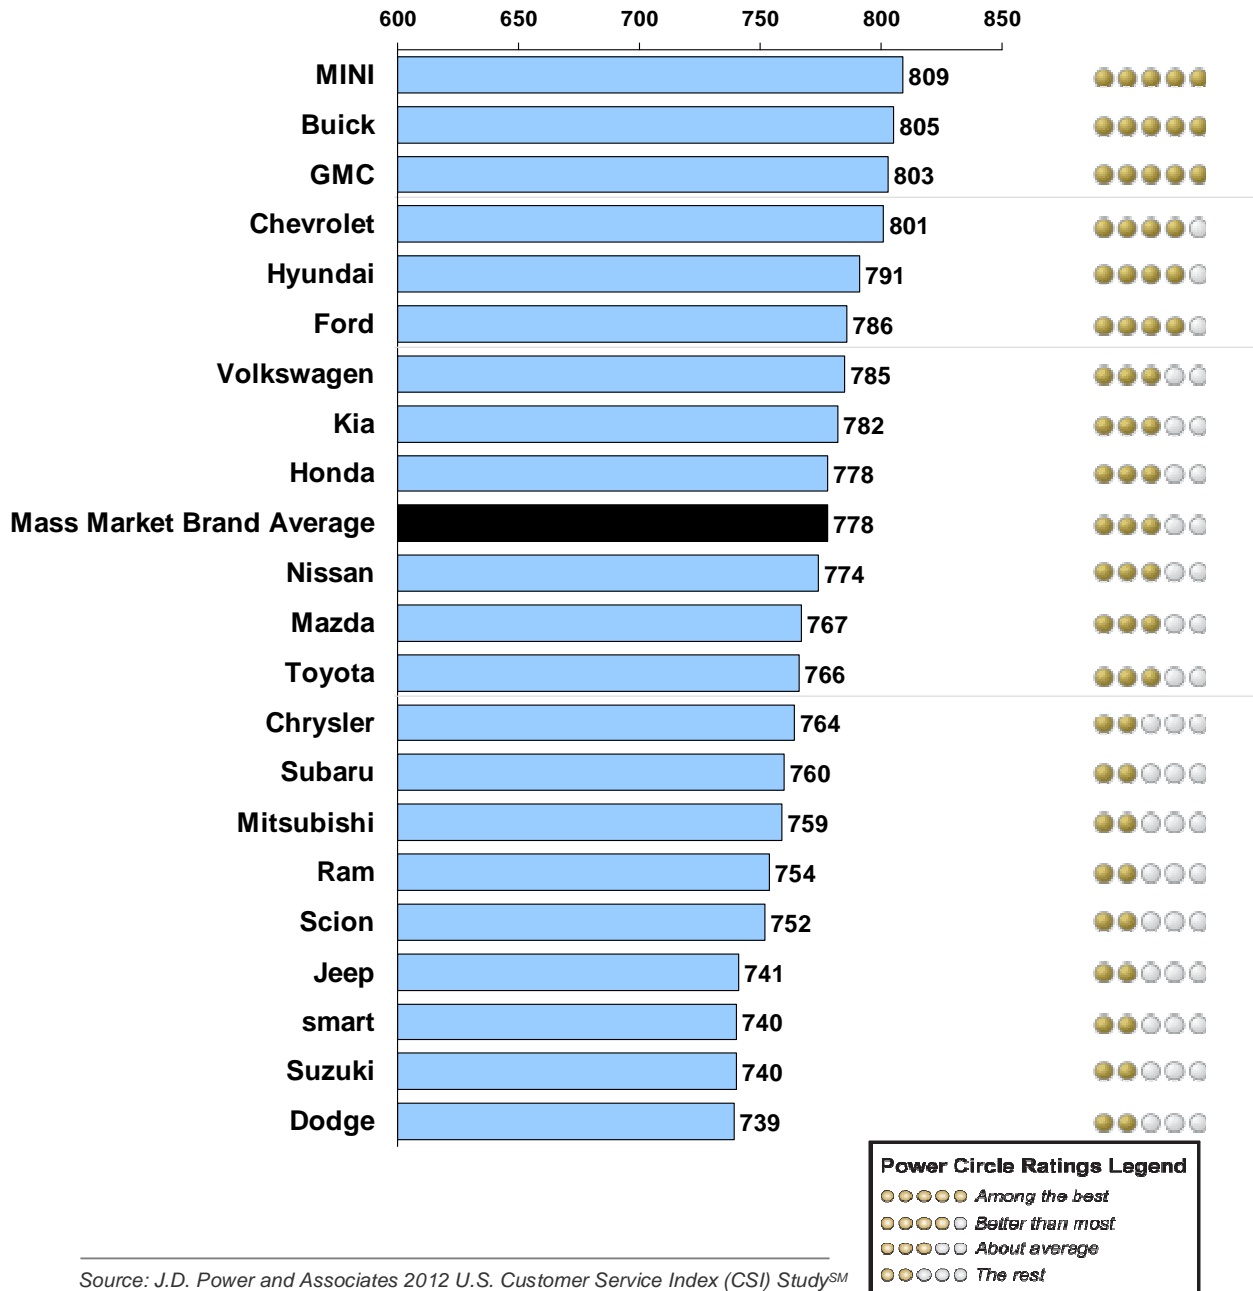 600 650 700 750 800 850
MINI 809
Buick 805
GMC 803
Chevrolet 801
Hyundai 791
Ford 786
Volkswagen 785
Kia 782
Honda 778
Mass Market Brand Average 778
Nissan 774
Mazda 767
Toyota 766
Chrysler 764
Subaru 760
Mitsubishi 759
Ram 754
Scion 752
Jeep 741
smart 740
Suzuki 740
Dodge 739
Power Circle Ratings Legend
Among the best
Better than most
About average
The rest
Source: J.D. Power and Associates 2012 U.S. Customer Service Index (CSI) StudySM